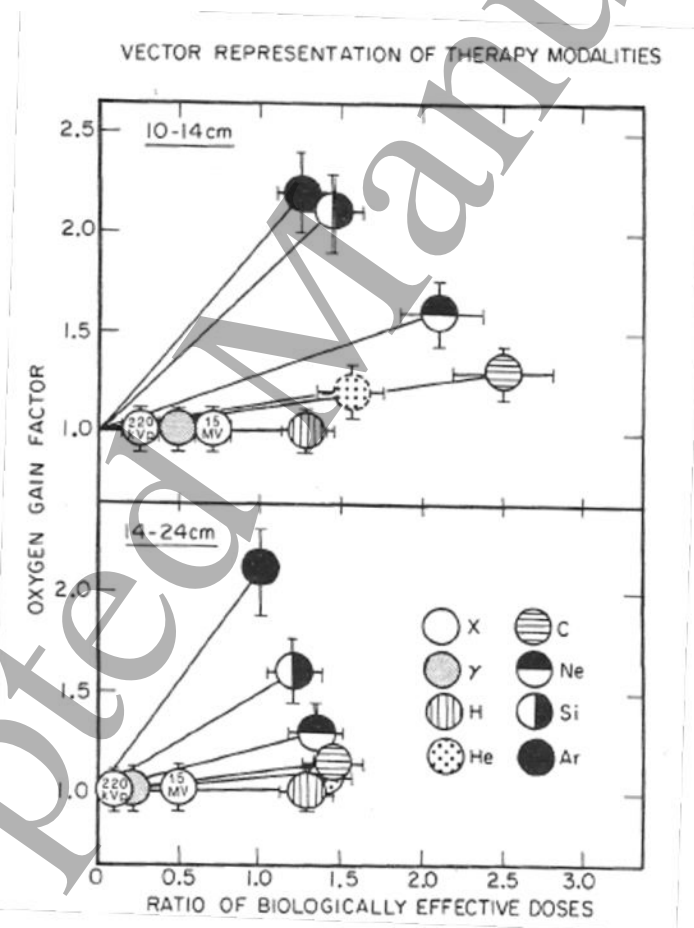 VECTOR REPRESENTATION OF THERAPY MODALITIES
10-14cm
2.5
2.0
1.5
1.0
220 kVp
15 MV
OXYGEN GAIN FACTOR
14-24cm
2.0
1.5
1.0
220 kVp
15 MV
X
C
γ
Ne
H
Si
He
Ar
0
0.5
1.0
1.5
2.0
2.5
3.0
RATIO OF BIOLOGICALLY EFFECTIVE DOSES
pted Manu